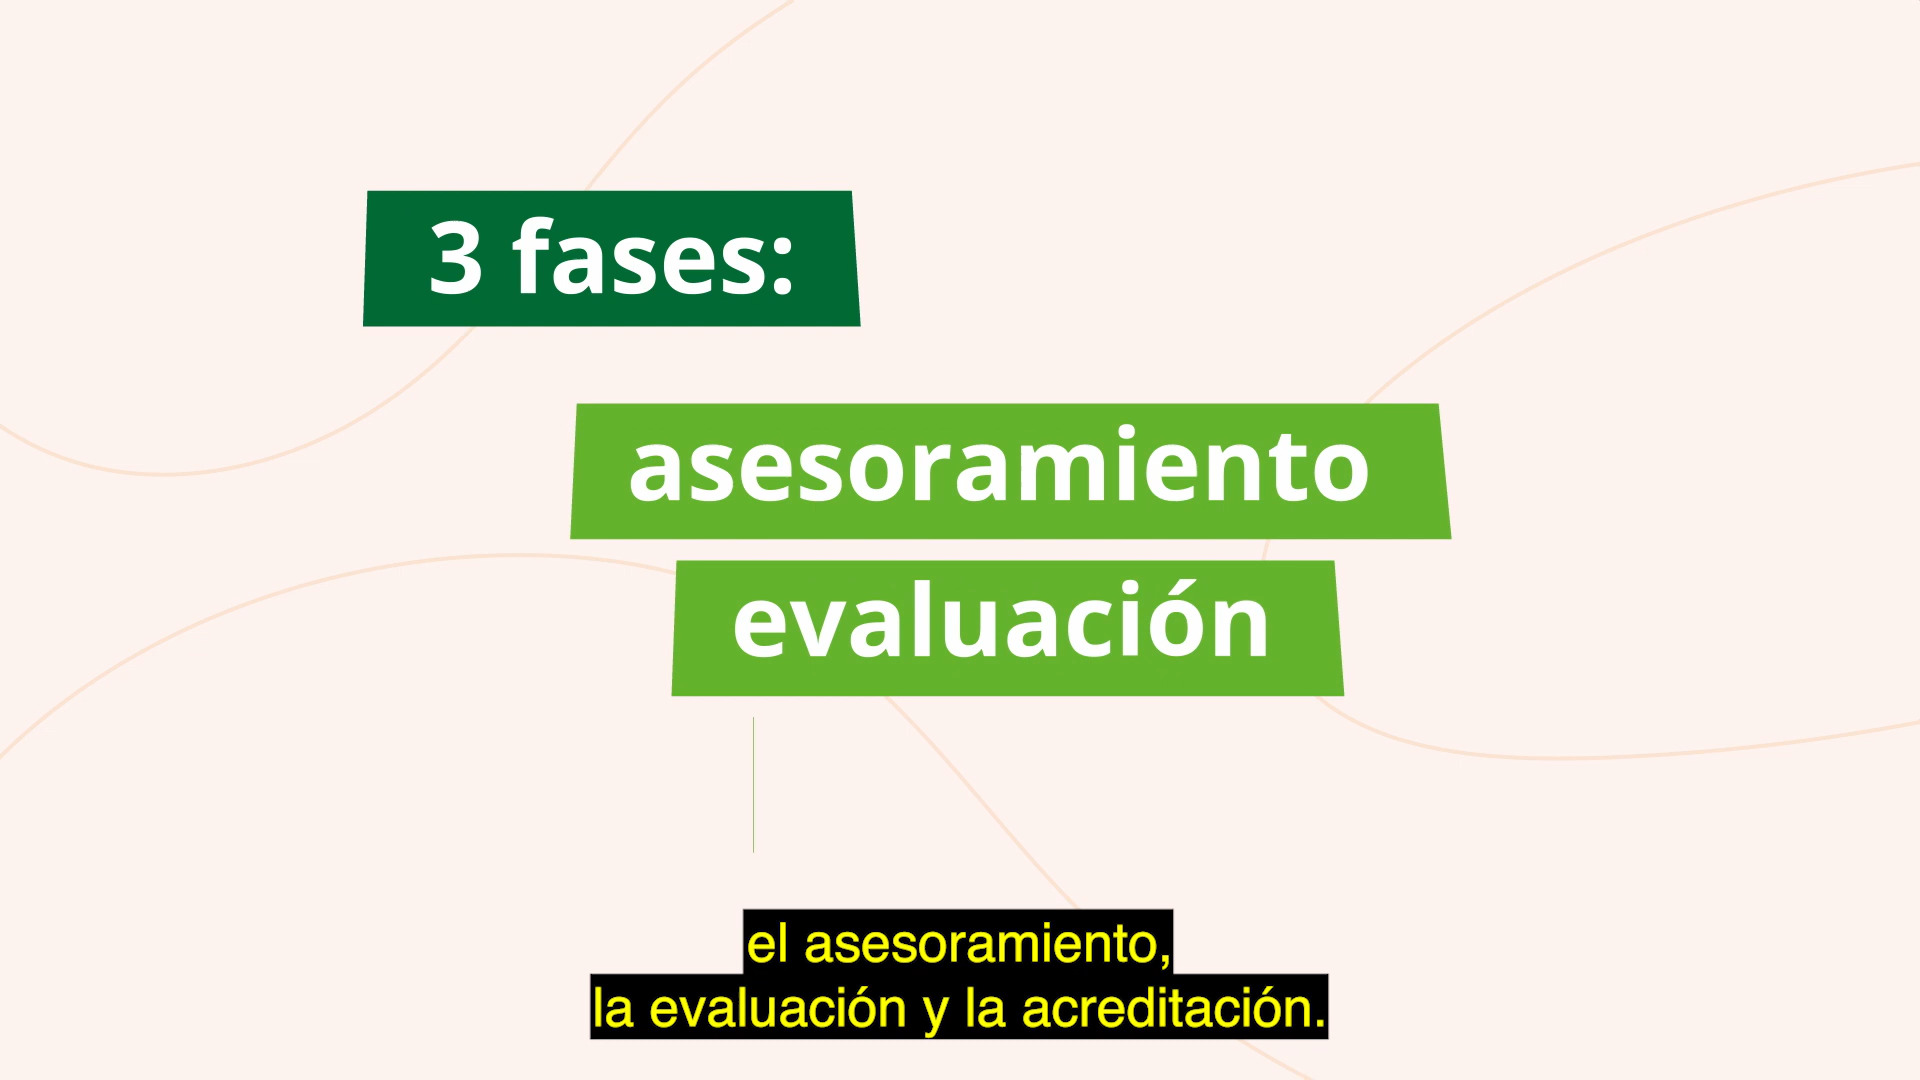 3 fases:
asesoramiento
evaluación
el asesoramiento,
la evaluación y la acreditación.